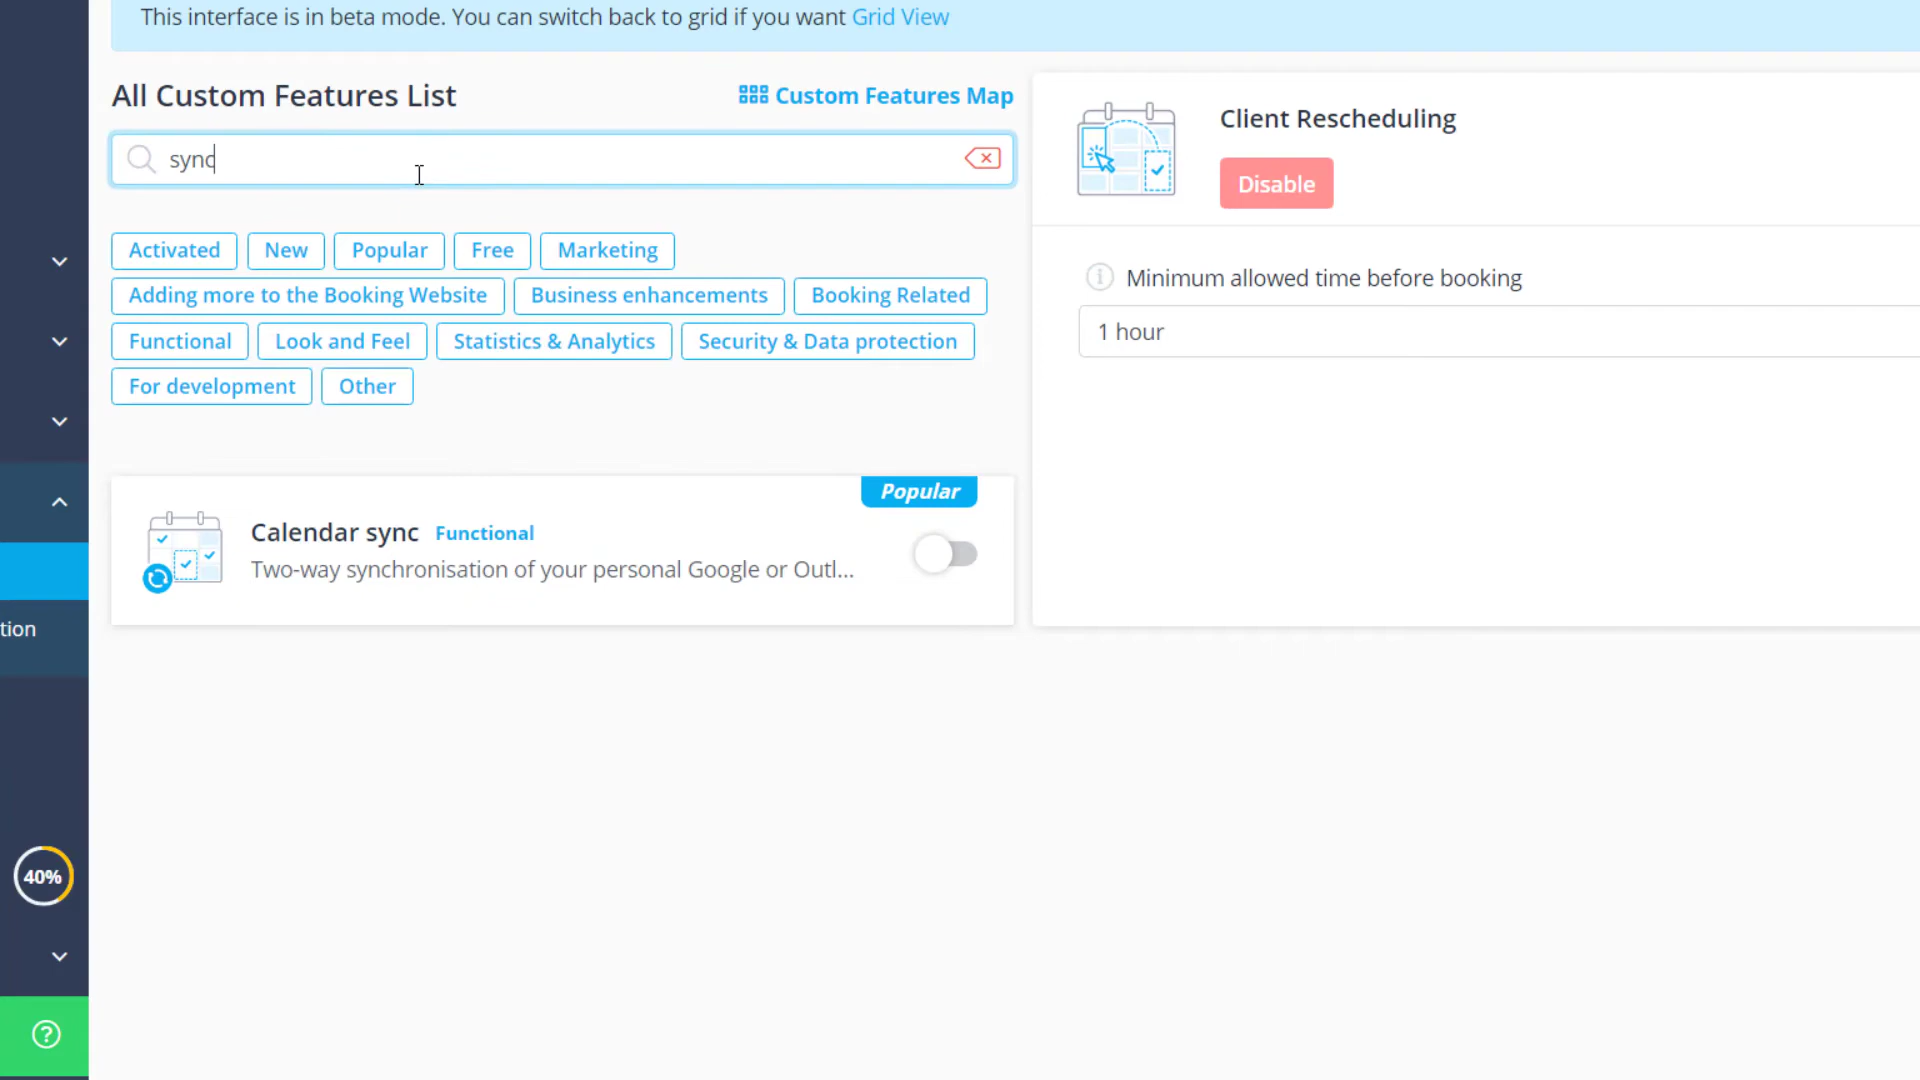 This interface is in beta mode. You can switch back to grid if you want Grid View
All Custom Features List
Custom Features Map
sync
Activated
New
Popular
Free
Marketing
Adding more to the Booking Website
Business enhancements
Booking Related
Functional
Look and Feel
Statistics & Analytics
Security & Data protection
For development
Other
Popular
Calendar sync
Functional
Two-way synchronisation of your personal Google or Outl...
Client Rescheduling
Disable
Minimum allowed time before booking
1 hour
tion
40%